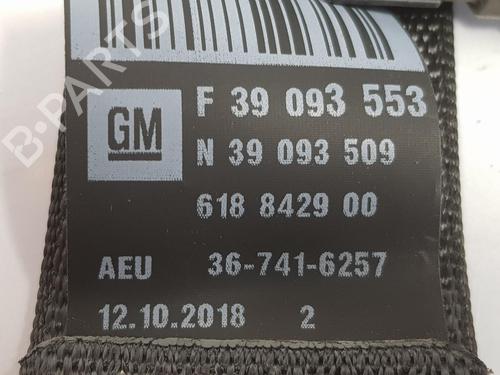 F 39 093 553
GM
N 39 093 509
618 8429 00
AEU 36-741-6257
12.10.2018 2
B-PARTS